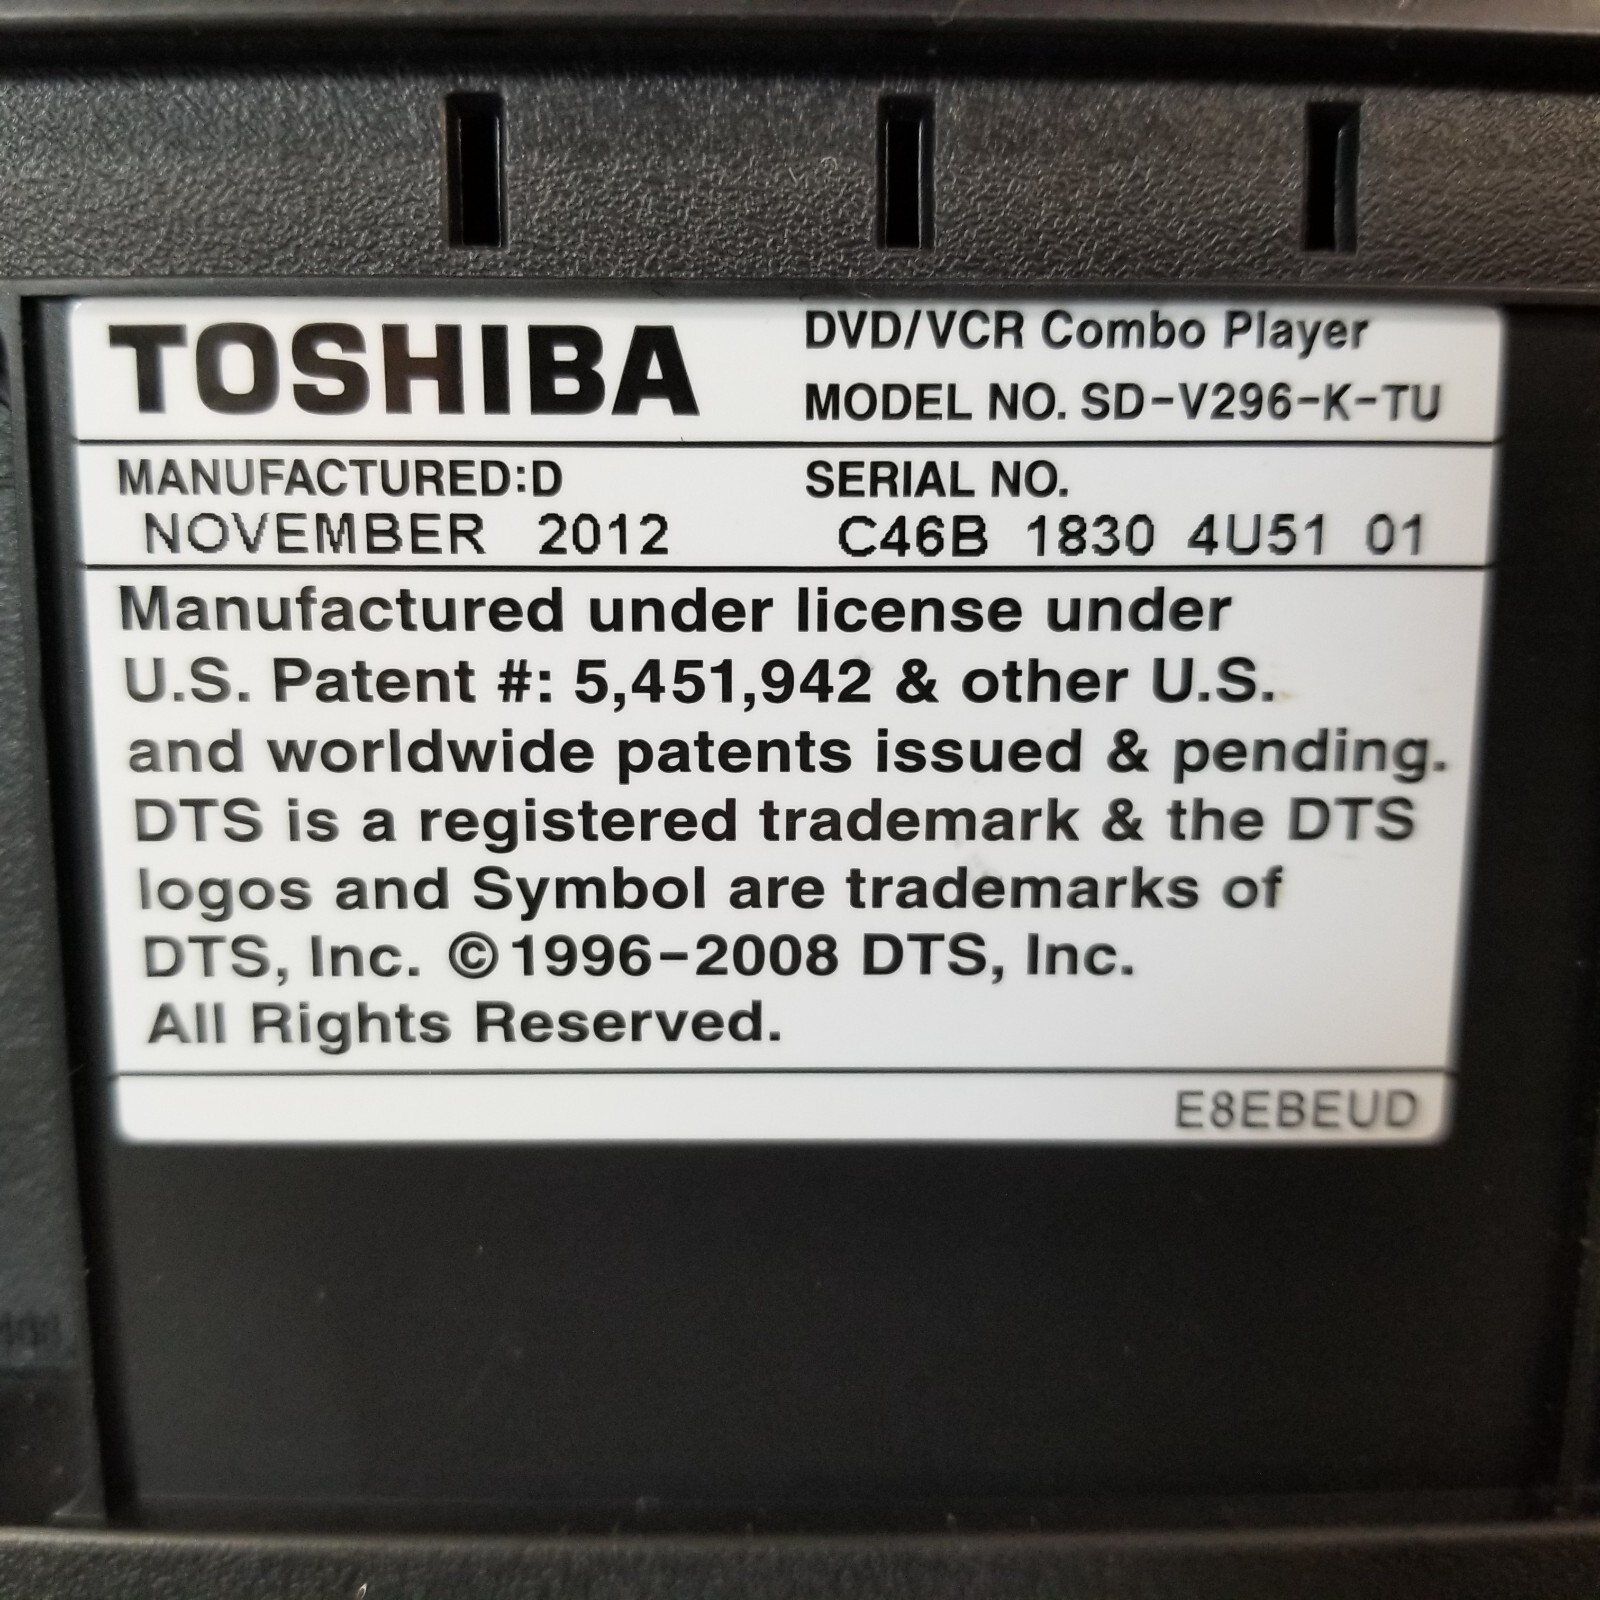 TOSHIBA
DVD/VCR Combo Player
MODEL NO. SD-V296-K-TU
MANUFACTURED:D
NOVEMBER 2012
SERIAL NO.
C46B 1830 4U51 01
Manufactured under license under
U.S. Patent #: 5,451,942 & other U.S.
and worldwide patents issued & pending.
DTS is a registered trademark & the DTS
logos and Symbol are trademarks of
DTS, Inc. ©1996-2008 DTS, Inc.
All Rights Reserved.
E8EBEUD